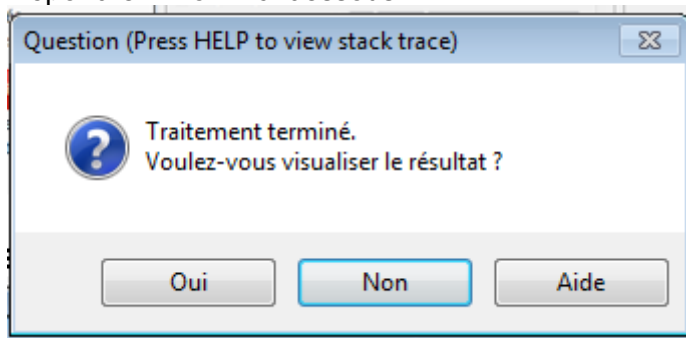 Question (Press HELP to view stack trace)
Traitement terminé.
Voulez-vous visualiser le résultat ?
Oui
Non
Aide